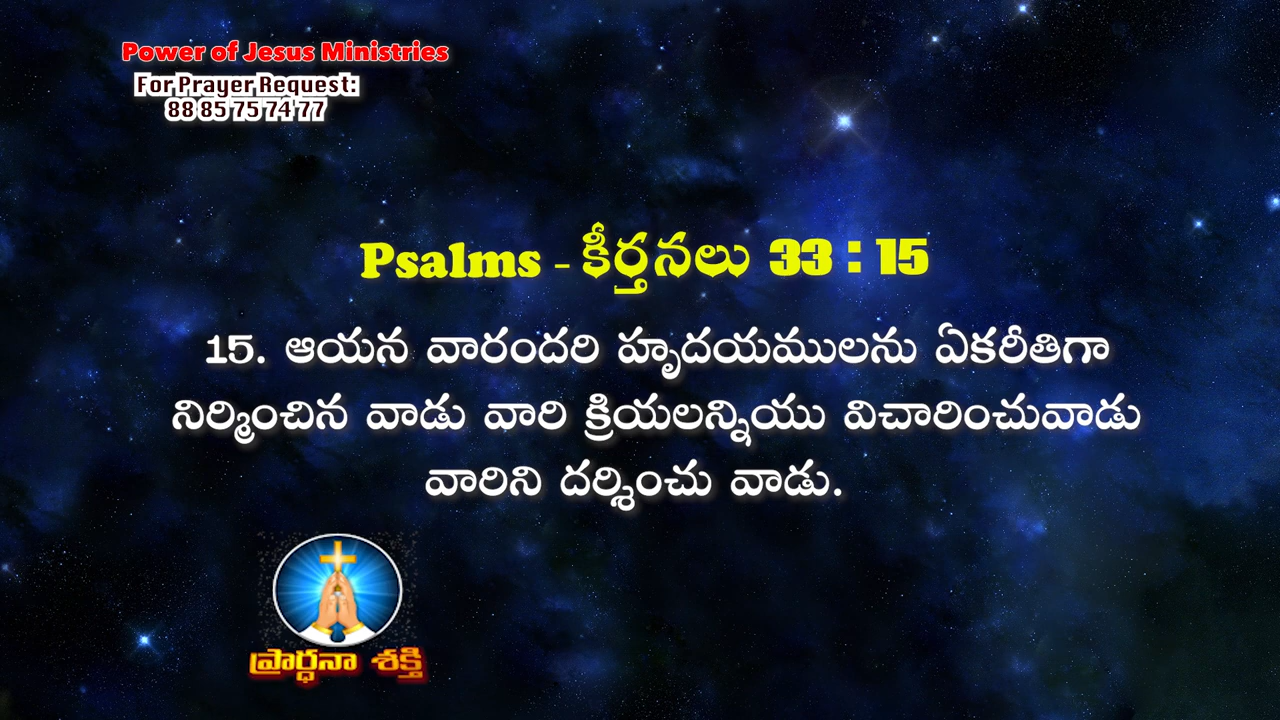 Power of Jesus Ministries
For Prayer Request:
88 85 75 74 77
Psalms - కీర్తనలు 33 : 15
15. ఆయన వారందరి హృదయములను ఏకరీతిగా
నిర్మించిన వాడు వారి క్రియలన్నియు విచారించువాడు
వారిని దర్శించు వాడు.
ప్రార్ధనా శక్తి